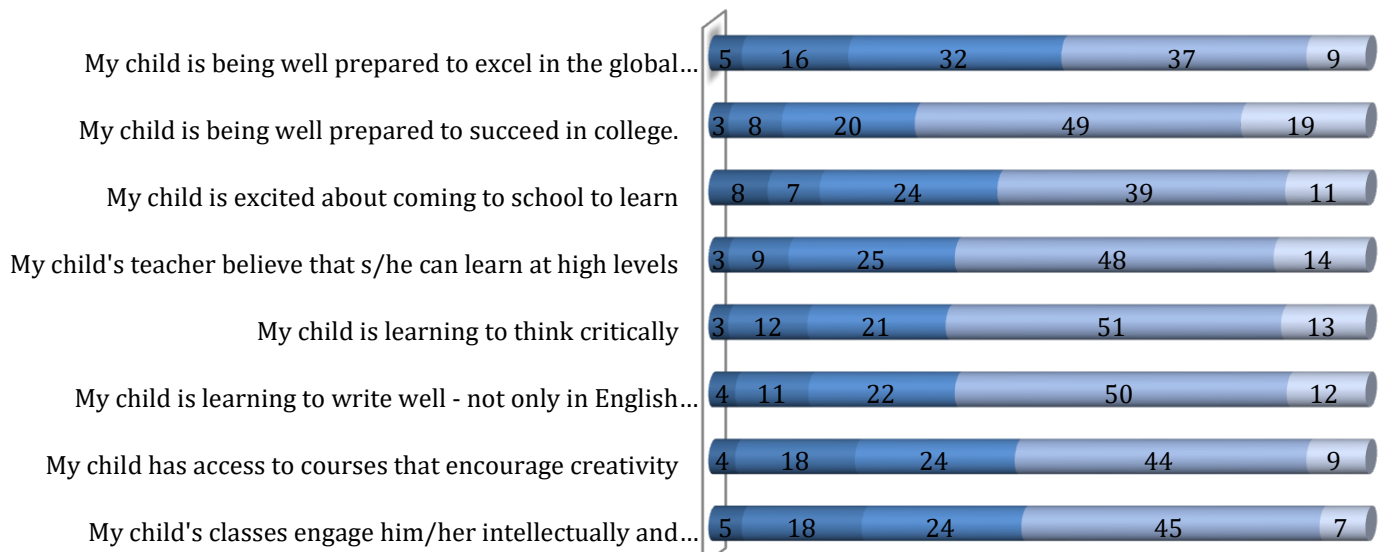 My child is being well prepared to excel in the global… 5 16 32 37 9
My child is being well prepared to succeed in college. 3 8 20 49 19
My child is excited about coming to school to learn 8 7 24 39 11
My child's teacher believe that s/he can learn at high levels 3 9 25 48 14
My child is learning to think critically 3 12 21 51 13
My child is learning to write well - not only in English… 4 11 22 50 12
My child has access to courses that encourage creativity 4 18 24 44 9
My child's classes engage him/her intellectually and… 5 18 24 45 7